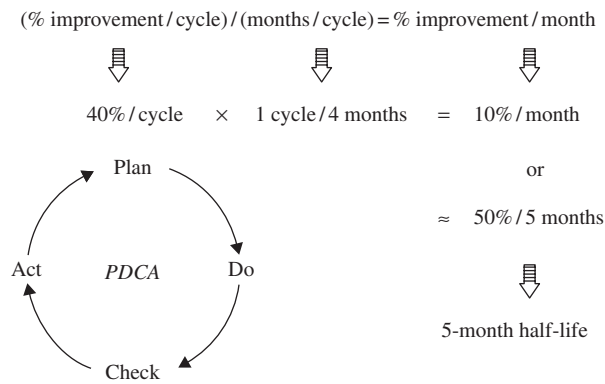 (% improvement/cycle)/(months/cycle)=% improvement/month
40%/cycle × 1 cycle/4 months = 10%/month
Plan
or
≈ 50%/5 months
Act PDCA Do
5-month half-life
Check